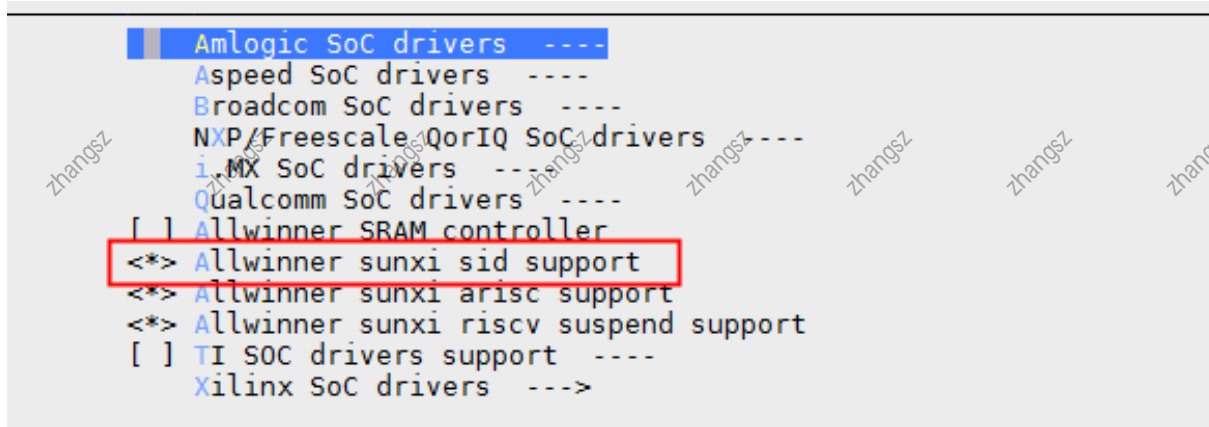 Amlogic SoC drivers  ----
Aspeed SoC drivers  ----
Broadcom SoC drivers  ----
NXP/Freescale QorIQ SoC drivers  ----
i.MX SoC drivers  ----
Qualcomm SoC drivers  ----
[ ] Allwinner SRAM controller
<*> Allwinner sunxi sid support
<*> Allwinner sunxi arisc support
<*> Allwinner sunxi riscv suspend support
[ ] TI SOC drivers support  ----
Xilinx SoC drivers  --->
zhangsz
zhangsz
zhangsz
zhangsz
zhangsz
zhangsz
zhangsz
zhangsz